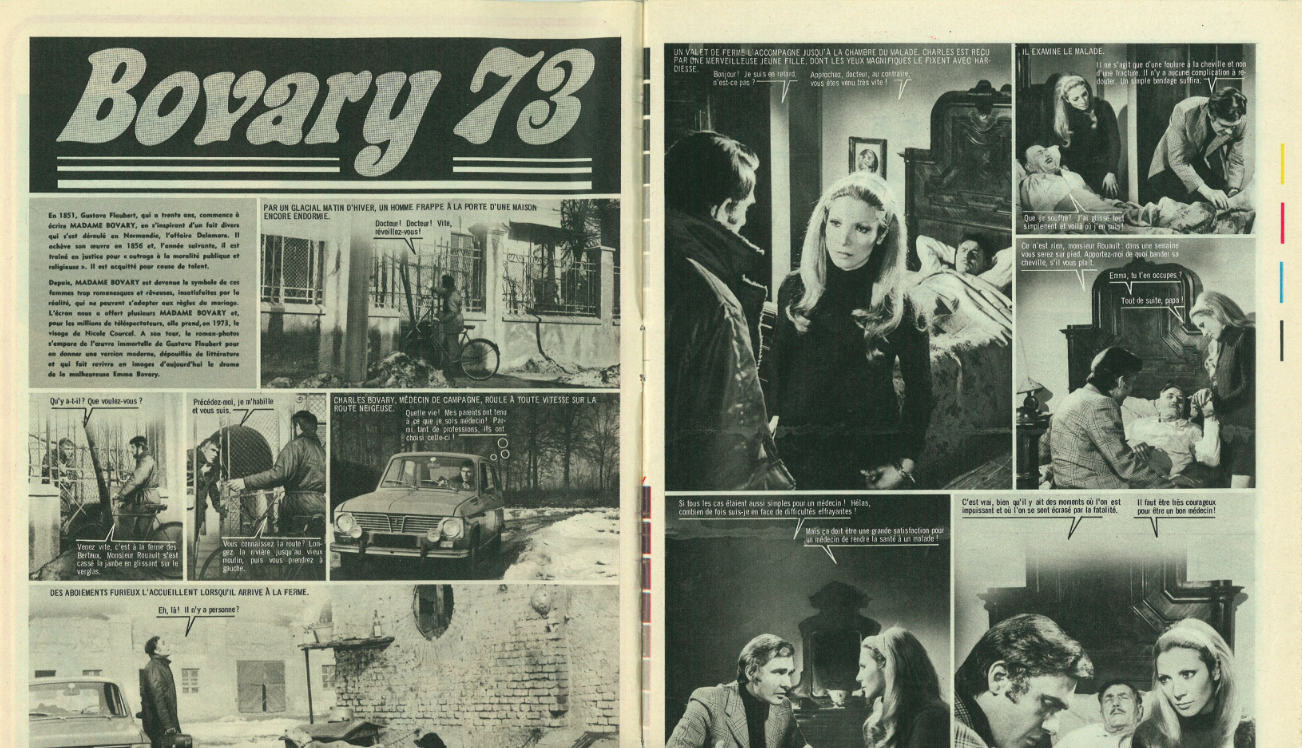 Bovary 73
En 1851, Gustave Flaubert, qui a trente ans, commence à
écrire MADAME BOVARY, en s'inspirant d'un fait divers
qui s'est déroulé en Normandie, l'affaire Delamare. Il
achève son œuvre en 1856 et, l'année suivante, il est
traîné en justice pour « outrage à la moralité publique et
religieuse ». Il est acquitté pour cause de talent.
Depuis, MADAME BOVARY est devenue le symbole de ces
femmes trop romanesques et rêveuses, insatisfaites par la
réalité, qui ne peuvent s'adapter aux règles du mariage.
L'écran nous a offert plusieurs MADAME BOVARY et,
pour les millions de téléspectateurs, elle prend, en 1973, le
visage de Nicole Courcel. A son tour, le roman-photos
s'empare de l'œuvre immortelle de Gustave Flaubert pour
en donner une version moderne, dépouillée de littérature
et qui fait revivre en images d'aujourd'hui le drame
de la malheureuse Emma Bovary.
PAR UN GLACIAL MATIN D'HIVER, UN HOMME FRAPPE À LA PORTE D'UNE MAISON
ENCORE ENDORMIE.
Docteur! Docteur! Vite,
réveillez-vous!
Qu'y a-t-il? Que voulez-vous ?
Venez vite, c'est à la ferme des
Bertaux. Monsieur Rouault s'est
cassé la jambe en glissant sur le
verglas.
Précédez-moi, je m'habille
et vous suis.
Vous connaissez la route? Lon-
gez la rivière jusqu'au vieux
moulin, puis vous prendrez à
gauche.
CHARLES BOVARY, MÉDECIN DE CAMPAGNE, ROULE À TOUTE VITESSE SUR LA
ROUTE NEIGEUSE.
Quelle vie! Mes parents ont tenu
à ce que je sois médecin! Par-
mi tant de professions, ils ont
choisi celle-ci !
DES ABOIEMENTS FURIEUX L'ACCUEILLENT LORSQU'IL ARRIVE À LA FERME.
Eh, là! Il n'y a personne?
UN VALET DE FERME L'ACCOMPAGNE JUSQU'À LA CHAMBRE DU MALADE. CHARLES EST REÇU
PAR UNE MERVEILLEUSE JEUNE FILLE, DONT LES YEUX MAGNIFIQUES LE FIXENT AVEC HAR-
DIESSE.
Bonjour! Je suis en retard,
n'est-ce pas ?
Approchez, docteur, au contraire,
vous êtes venu très vite !
IL EXAMINE LE MALADE.
Il ne s'agit que d'une foulure à la cheville et non
d'une fracture. Il n'y a aucune complication à re-
douter. Un simple bandage suffira.
Que je souffre! J'ai glissé tout
simplement et voilà où j'en suis!
Ce n'est rien, monsieur Rouault: dans une semaine
vous serez sur pied. Apportez-moi de quoi bander sa
cheville, s'il vous plaît.
Emma, tu t'en occupes ?
Tout de suite, papa !
Si tous les cas étaient aussi simples pour un médecin ! Hélas,
combien de fois suis-je en face de difficultés effrayantes !
Mais ça doit être une grande satisfaction pour
un médecin de rendre la santé à un malade !
C'est vrai, bien qu'il y ait des moments où l'on est
impuissant et où l'on se sent écrasé par la fatalité.
Il faut être très courageux
pour être un bon médecin!